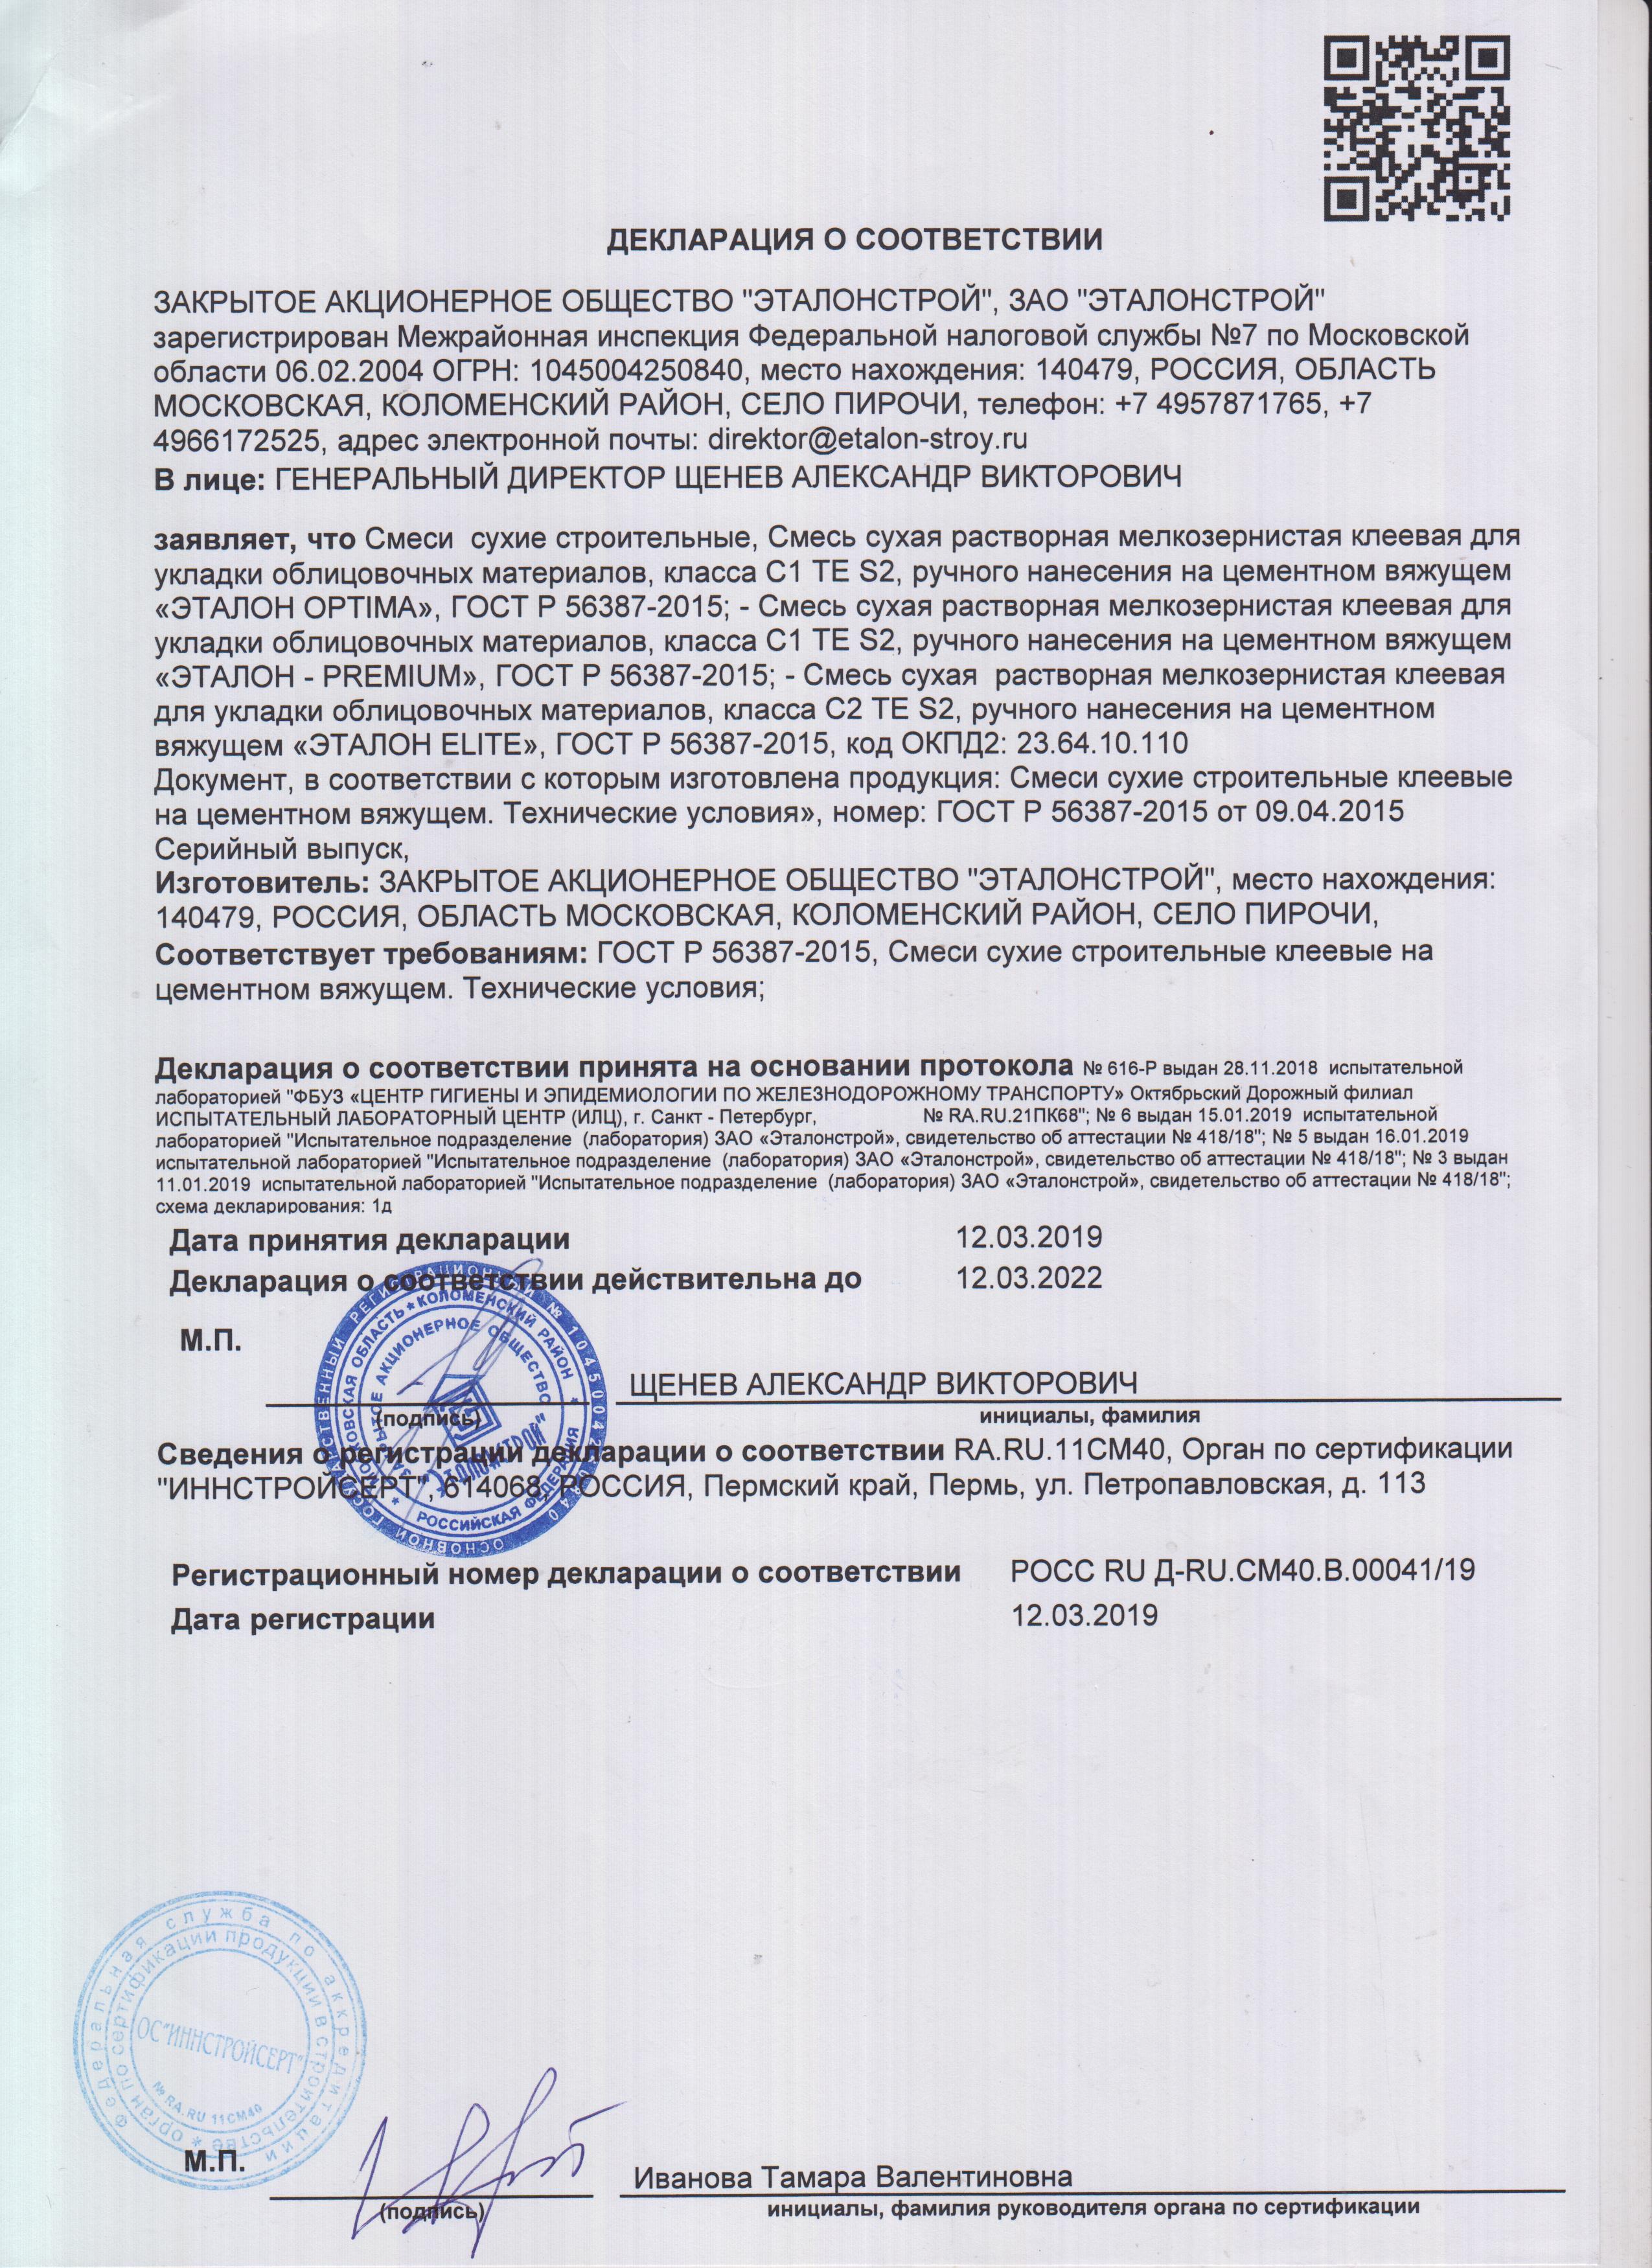 ДЕКЛАРАЦИЯ О СООТВЕТСТВИИ
ЗАКРЫТОЕ АКЦИОНЕРНОЕ ОБЩЕСТВО "ЭТАЛОНСТРОЙ", ЗАО "ЭТАЛОНСТРОЙ"
зарегистрирован Межрайонная инспекция Федеральной налоговой службы №7 по Московской
области 06.02.2004 ОГРН: 1045004250840, место нахождения: 140479, РОССИЯ, ОБЛАСТЬ
МОСКОВСКАЯ, КОЛОМЕНСКИЙ РАЙОН, СЕЛО ПИРОЧИ, телефон: +7 4957871765, +7
4966172525, адрес электронной почты: direktor@etalon-stroy.ru
В лице: ГЕНЕРАЛЬНЫЙ ДИРЕКТОР ЩЕНЕВ АЛЕКСАНДР ВИКТОРОВИЧ
заявляет, что Смеси  сухие строительные, Смесь сухая растворная мелкозернистая клеевая для
укладки облицовочных материалов, класса С1 ТЕ S2, ручного нанесения на цементном вяжущем
«ЭТАЛОН OPTIMA», ГОСТ Р 56387-2015; - Смесь сухая растворная мелкозернистая клеевая для
укладки облицовочных материалов, класса С1 ТЕ S2, ручного нанесения на цементном вяжущем
«ЭТАЛОН - PREMIUM», ГОСТ Р 56387-2015; - Смесь сухая  растворная мелкозернистая клеевая
для укладки облицовочных материалов, класса С2 ТЕ S2, ручного нанесения на цементном
вяжущем «ЭТАЛОН ELITE», ГОСТ Р 56387-2015, код ОКПД2: 23.64.10.110
Документ, в соответствии с которым изготовлена продукция: Смеси сухие строительные клеевые
на цементном вяжущем. Технические условия», номер: ГОСТ Р 56387-2015 от 09.04.2015
Серийный выпуск,
Изготовитель: ЗАКРЫТОЕ АКЦИОНЕРНОЕ ОБЩЕСТВО "ЭТАЛОНСТРОЙ", место нахождения:
140479, РОССИЯ, ОБЛАСТЬ МОСКОВСКАЯ, КОЛОМЕНСКИЙ РАЙОН, СЕЛО ПИРОЧИ,
Соответствует требованиям: ГОСТ Р 56387-2015, Смеси сухие строительные клеевые на
цементном вяжущем. Технические условия;
Декларация о соответствии принята на основании протокола № 616-Р выдан 28.11.2018  испытательной
лабораторией "ФБУЗ «ЦЕНТР ГИГИЕНЫ И ЭПИДЕМИОЛОГИИ ПО ЖЕЛЕЗНОДОРОЖНОМУ ТРАНСПОРТУ» Октябрьский Дорожный филиал
ИСПЫТАТЕЛЬНЫЙ ЛАБОРАТОРНЫЙ ЦЕНТР (ИЛЦ), г. Санкт - Петербург, № RA.RU.21ПК68"; № 6 выдан 15.01.2019  испытательной
лабораторией "Испытательное подразделение  (лаборатория) ЗАО «Эталонстрой», свидетельство об аттестации № 418/18"; № 5 выдан 16.01.2019
испытательной лабораторией "Испытательное подразделение  (лаборатория) ЗАО «Эталонстрой», свидетельство об аттестации № 418/18"; № 3 выдан
11.01.2019  испытательной лабораторией "Испытательное подразделение  (лаборатория) ЗАО «Эталонстрой», свидетельство об аттестации № 418/18";
схема декларирования: 1д
Дата принятия декларации 12.03.2019
Декларация о соответствии действительна до 12.03.2022
М.П.
ЩЕНЕВ АЛЕКСАНДР ВИКТОРОВИЧ
(подпись) инициалы, фамилия
ОСНОВНОЙ ГОСУДАРСТВЕННЫЙ РЕГИСТРАЦИОННЫЙ № 1045004250840
МОСКОВСКАЯ ОБЛАСТЬ * КОЛОМЕНСКИЙ РАЙОН * РОССИЙСКАЯ ФЕДЕРАЦИЯ *
ЗАКРЫТОЕ АКЦИОНЕРНОЕ ОБЩЕСТВО
"Эталонстрой"
Сведения о регистрации декларации о соответствии RA.RU.11СМ40, Орган по сертификации
"ИННСТРОЙСЕРТ", 614068, РОССИЯ, Пермский край, Пермь, ул. Петропавловская, д. 113
Регистрационный номер декларации о соответствии РОСС RU Д-RU.СМ40.В.00041/19
Дата регистрации 12.03.2019
Федеральная служба по аккредитации
орган по сертификации продукции в строительстве *
ОС "ИННСТРОЙСЕРТ"
№ RA.RU 11СМ40
М.П.
Иванова Тамара Валентиновна
(подпись) инициалы, фамилия руководителя органа по сертификации